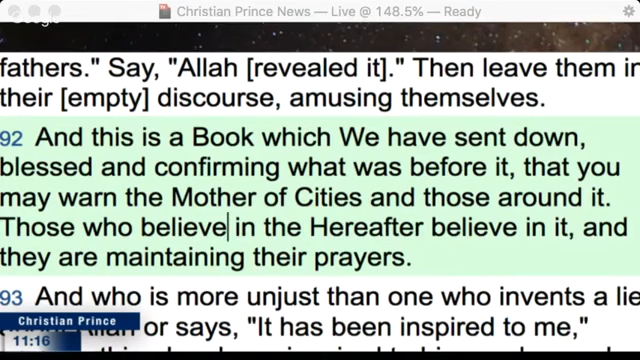 Christian Prince News — Live @ 148.5% — Ready
Google
fathers." Say, "Allah [revealed it]." Then leave them in
their [empty] discourse, amusing themselves.
92 And this is a Book which We have sent down,
blessed and confirming what was before it, that you
may warn the Mother of Cities and those around it.
Those who believe in the Hereafter believe in it, and
they are maintaining their prayers.
93 And who is more unjust than one who invents a lie
Christian Prince
or says, "It has been inspired to me,"
11:16